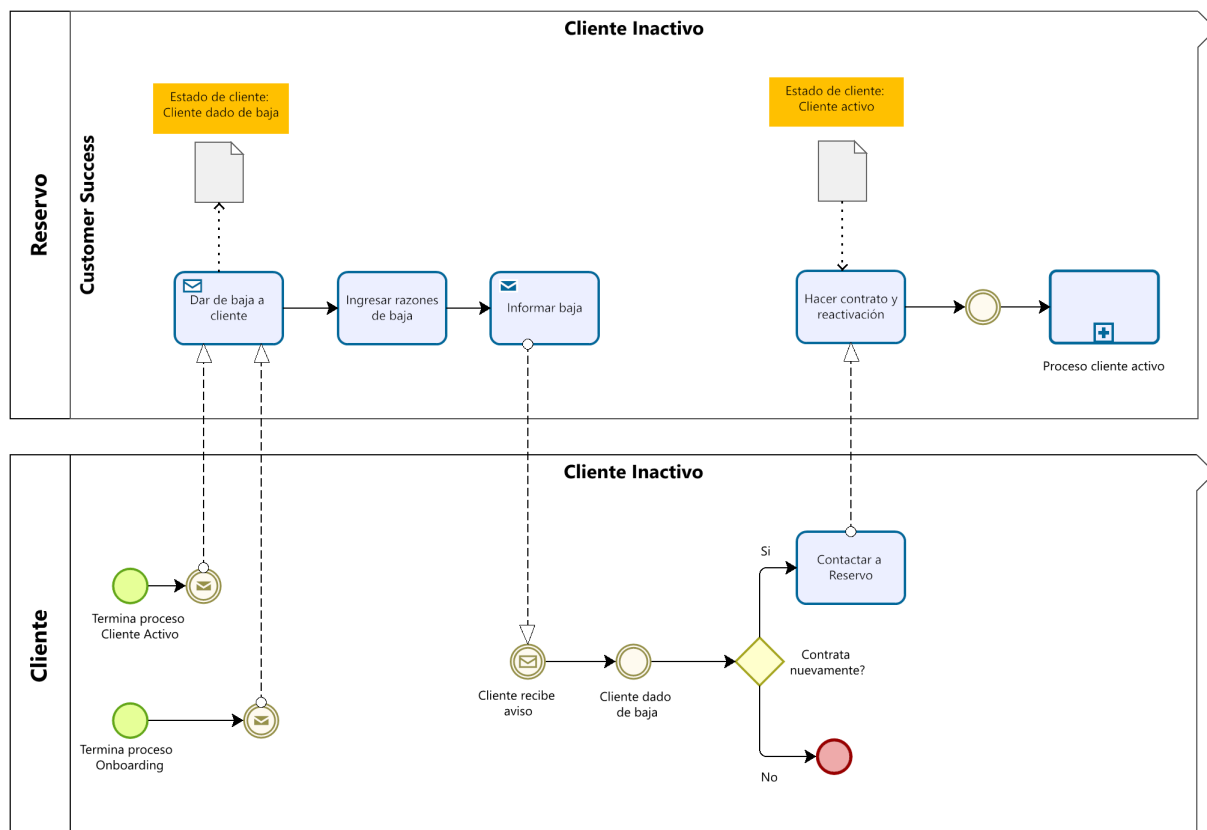 Cliente Inactivo
Reservo
Customer Success
Estado de cliente:
Cliente dado de baja
Estado de cliente:
Cliente activo
Dar de baja a
cliente
Ingresar razones
de baja
Informar baja
Hacer contrato y
reactivación
Proceso cliente activo
Cliente Inactivo
Cliente
Termina proceso
Cliente Activo
Termina proceso
Onboarding
Cliente recibe
aviso
Cliente dado
de baja
Contrata
nuevamente?
Si
Contactar a
Reservo
No